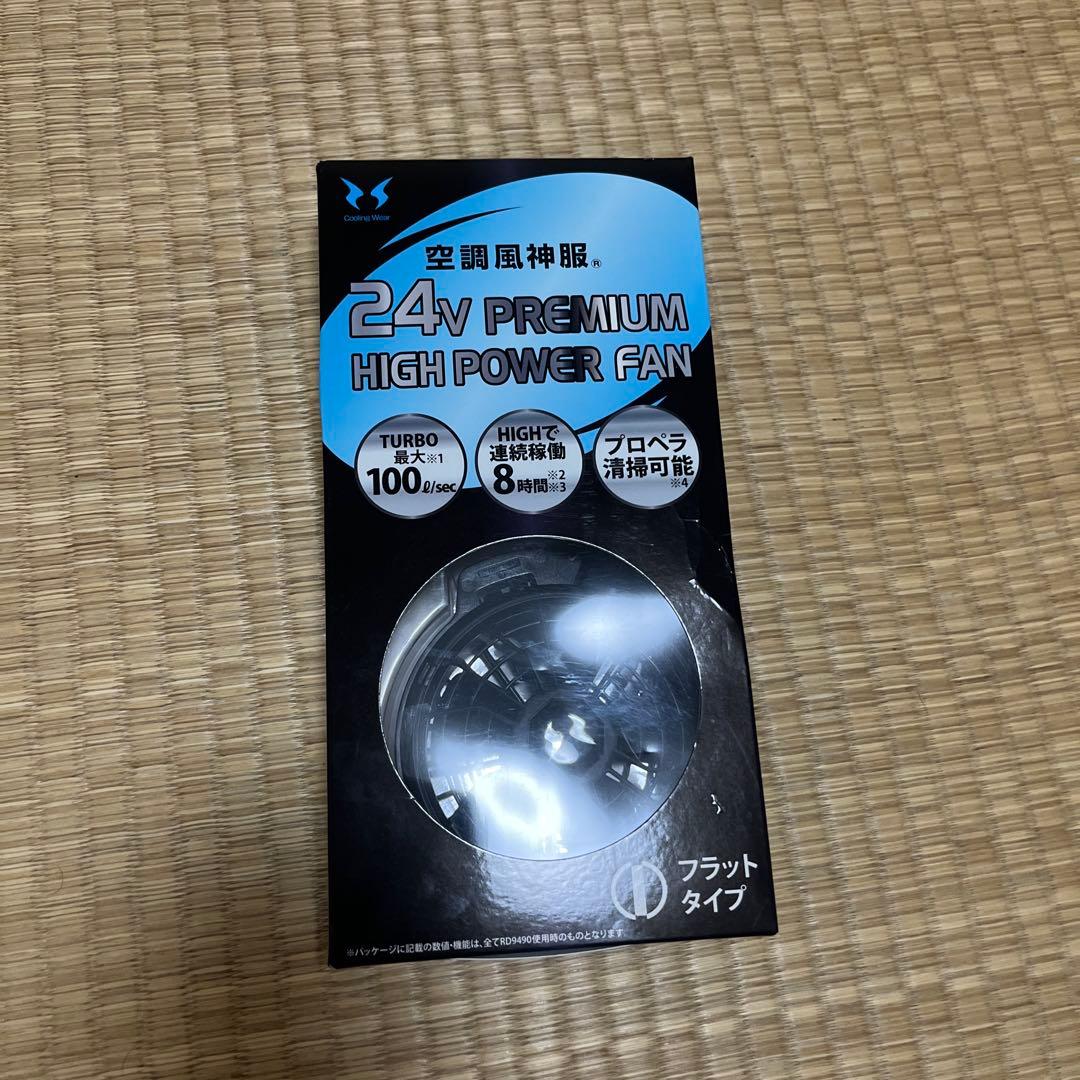 Cooling Wear
空調風神服®
24V PREMIUM
HIGH POWER FAN
TURBO
最大※1
100ℓ/sec
HIGHで
連続稼働
8時間※2※3
プロペラ
清掃可能
※4
フラット
タイプ
※パッケージに記載の数値・機能は、全てRD9490使用時のものとなります